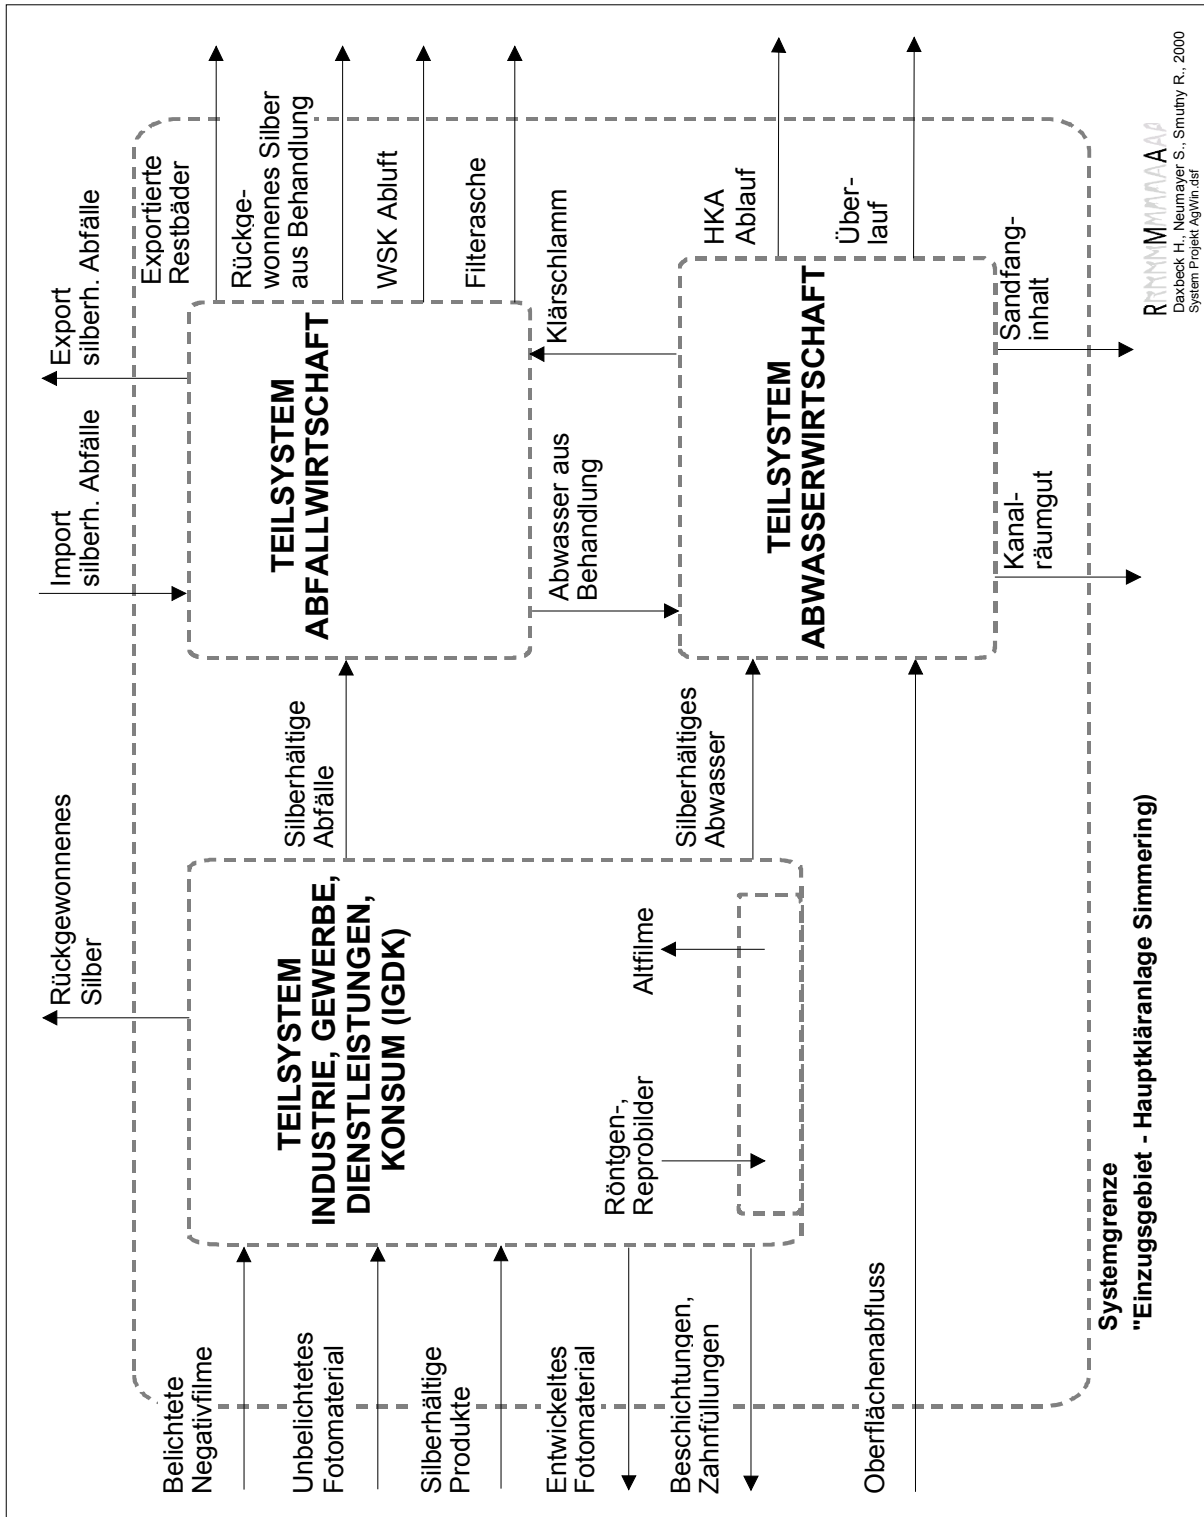 Belichtete
Negativfilme
Unbelichtetes
Fotomaterial
Silberhältige
Produkte
Entwickeltes
Fotomaterial
Beschichtungen,
Zahnfüllungen
Oberflächenabfluss
Rückgewonnenes
Silber
TEILSYSTEM
INDUSTRIE, GEWERBE,
DIENSTLEISTUNGEN,
KONSUM (IGDK)
Röntgen-,
Reprobilder
Altfilme
Silberhältige
Abfälle
Silberhältiges
Abwasser
Import
silberh. Abfälle
Export
silberh. Abfälle
TEILSYSTEM
ABFALLWIRTSCHAFT
Exportierte
Restbäder
Rückge-
wonnenes Silber
aus Behandlung
WSK Abluft
Filterasche
Abwasser aus
Behandlung
Klärschlamm
TEILSYSTEM
ABWASSERWIRTSCHAFT
HKA
Ablauf
Über-
lauf
Kanal-
räumgut
Sandfang-
inhalt
Systemgrenze
"Einzugsgebiet - Hauptkläranlage Simmering)
Daxbeck H., Neumayer S., Smutny R., 2000
System Projekt AgWin.dsf